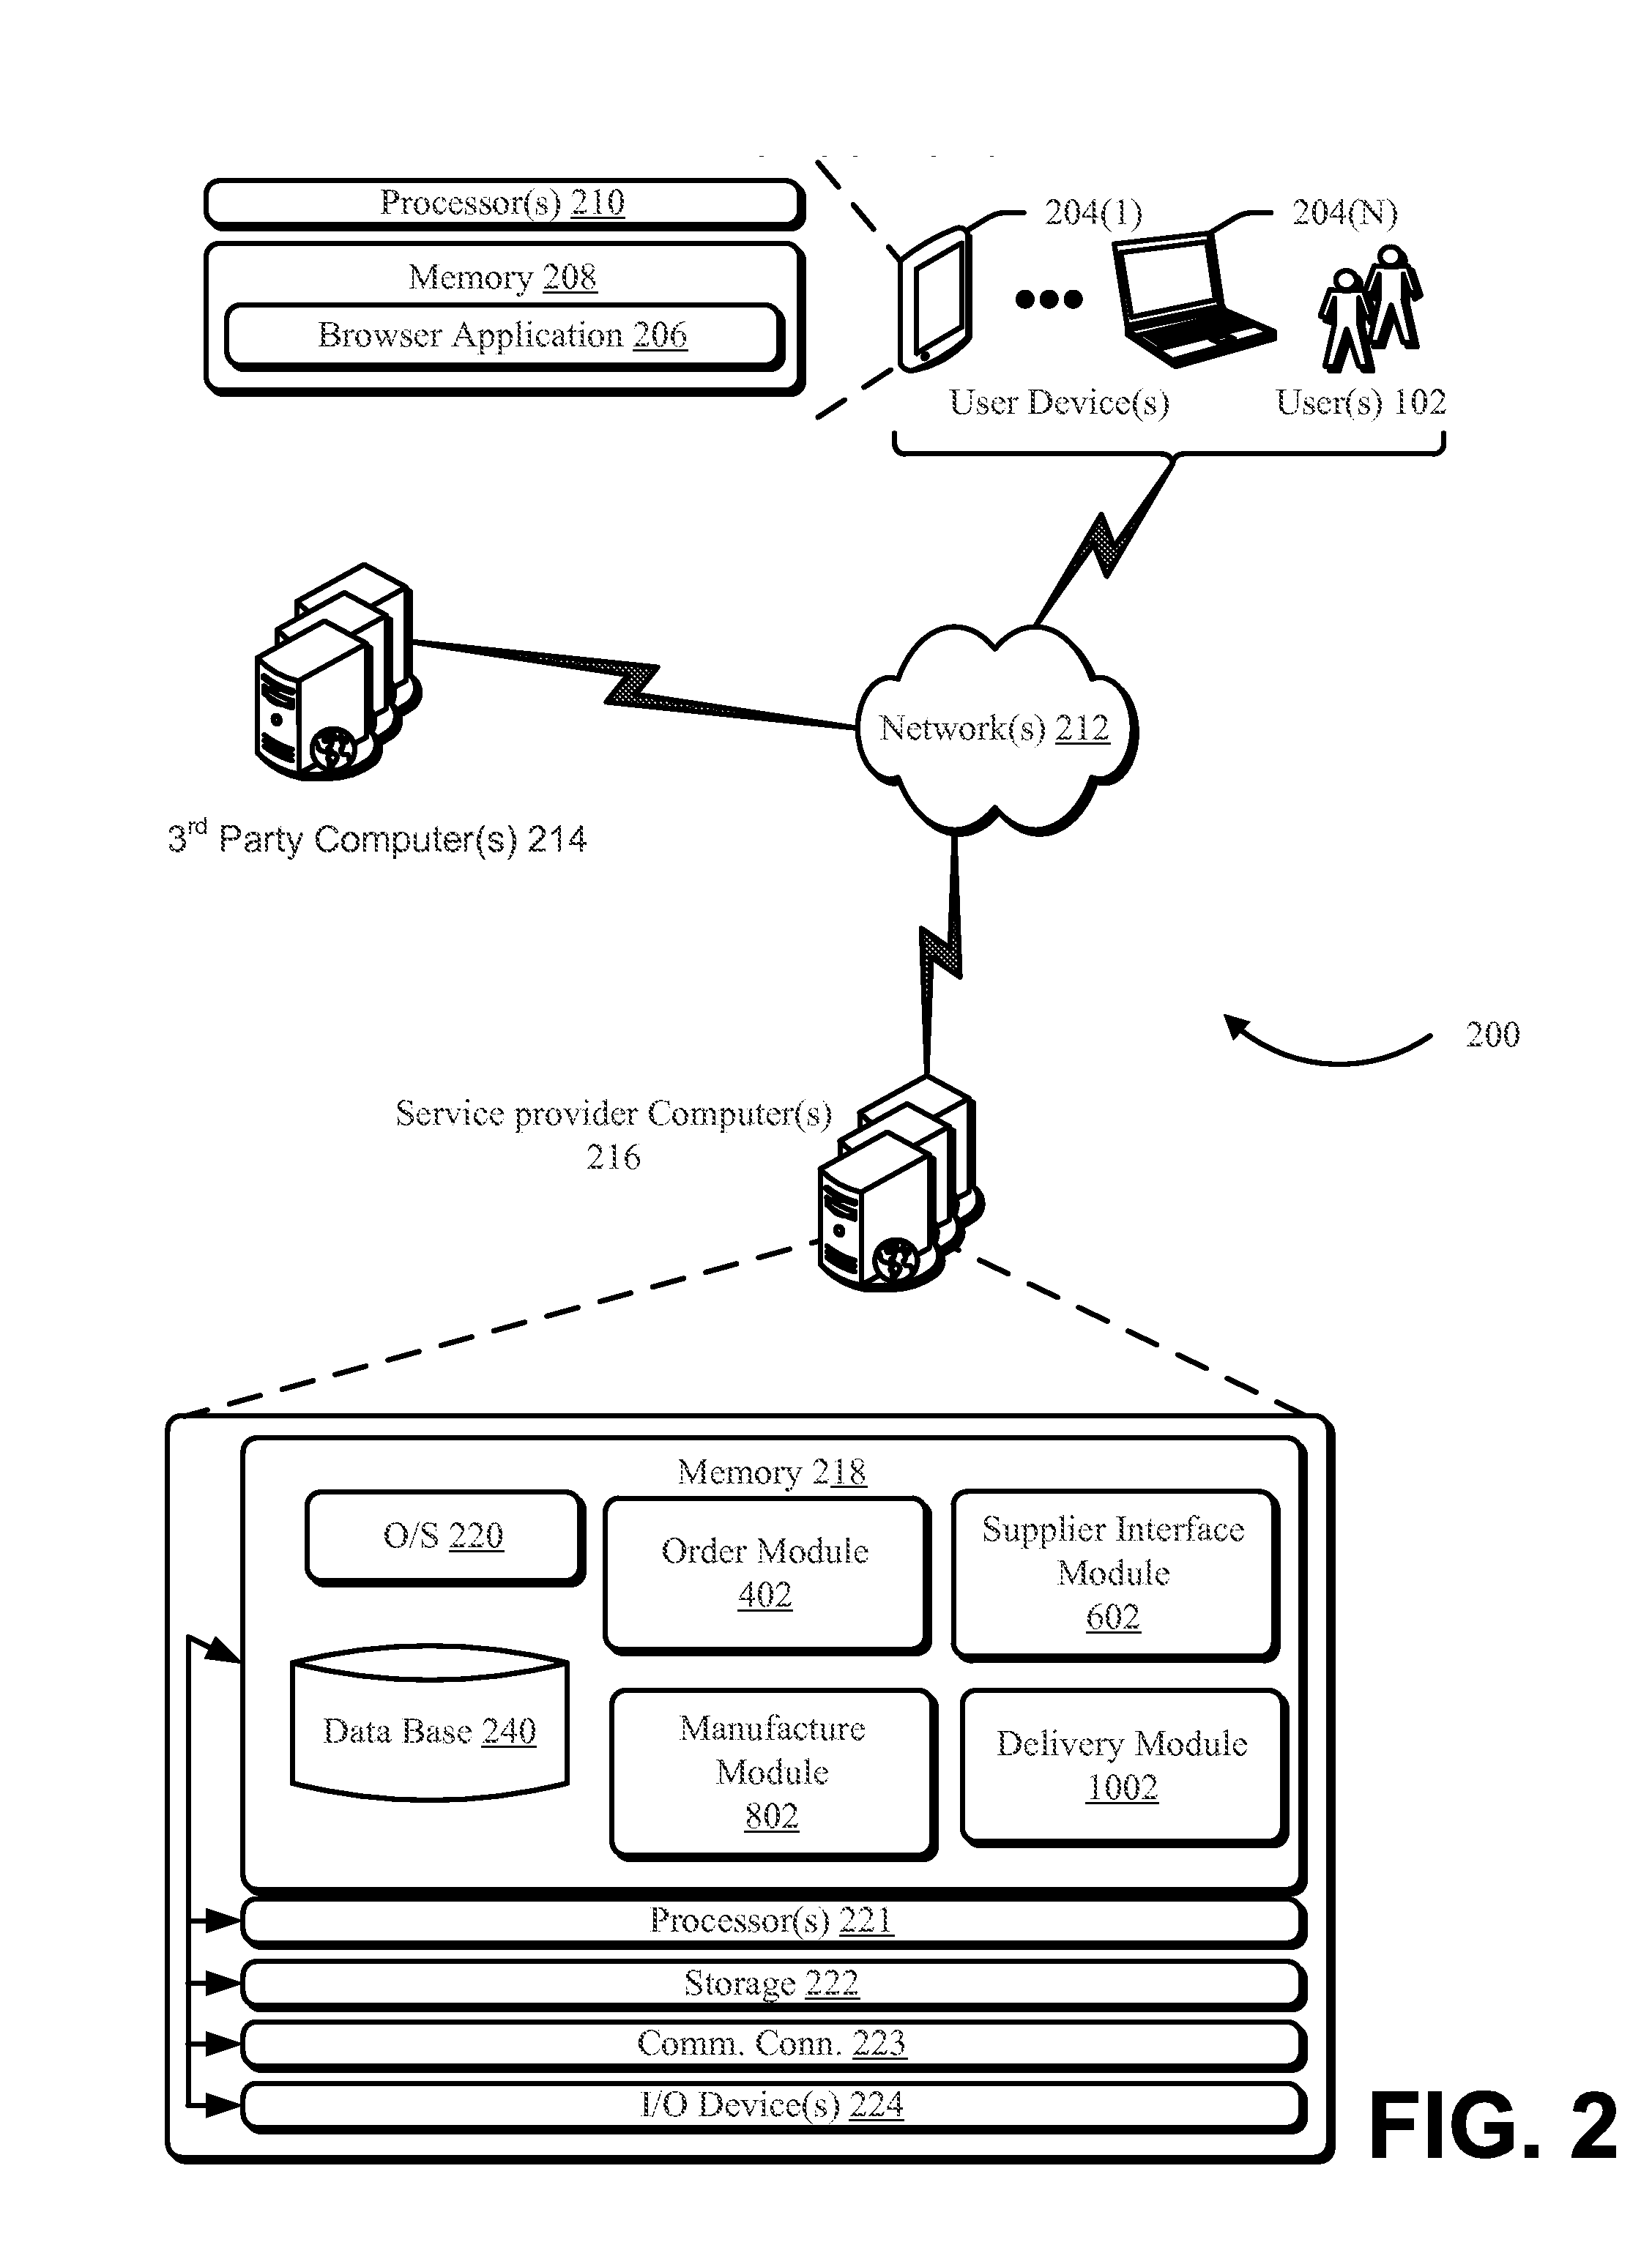 Processor(s) 210
Memory 208
Browser Application 206
204(1)
204(N)
User Device(s)
User(s) 102
Network(s) 212
3rd Party Computer(s) 214
200
Service provider Computer(s)
216
Memory 218
O/S 220
Order Module
402
Supplier Interface
Module
602
Data Base 240
Manufacture
Module
802
Delivery Module
1002
Processor(s) 221
Storage 222
Comm. Conn. 223
I/O Device(s) 224
FIG. 2